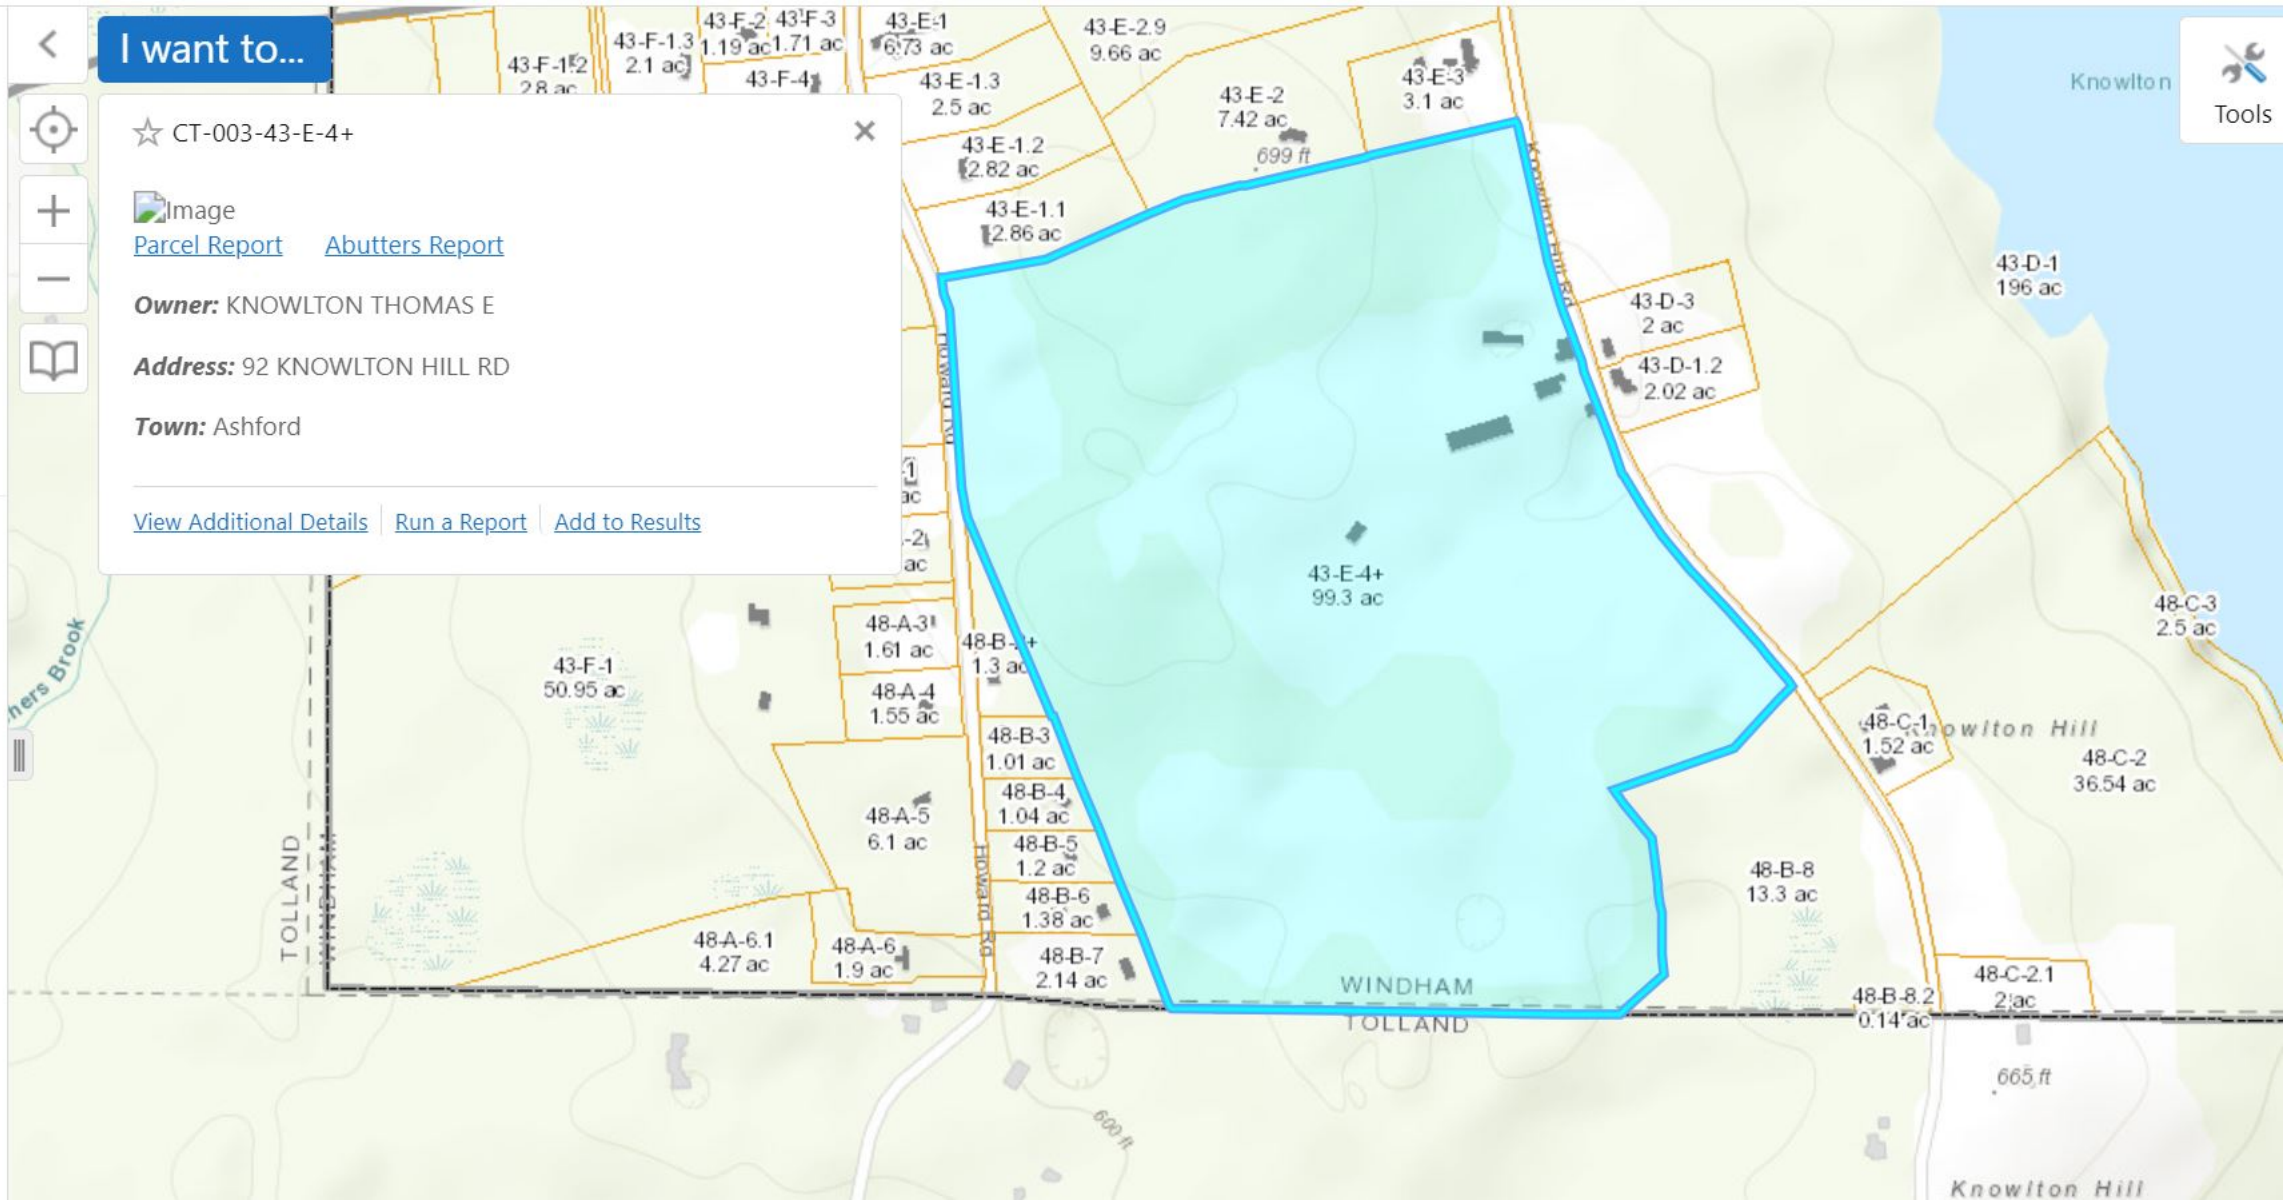 I want to...
Tools
CT-003-43-E-4+
Image
Parcel Report Abutters Report
Owner: KNOWLTON THOMAS E
Address: 92 KNOWLTON HILL RD
Town: Ashford
View Additional Details Run a Report Add to Results
43-F-1.2
2.8 ac
43-F-1.3
2.1 ac
43-F-2
1.19 ac
43-F-3
1.71 ac
43-F-4
43-E-1
6.73 ac
43-E-1.3
2.5 ac
43-E-1.2
2.82 ac
43-E-1.1
2.86 ac
43-E-2.9
9.66 ac
43-E-2
7.42 ac
699 ft
43-E-3
3.1 ac
Knowlton
Knowlton Hill Rd
43-D-1
196 ac
43-D-3
2 ac
43-D-1.2
2.02 ac
Howard Rd
-1
ac
-2
ac
43-E-4+
99.3 ac
48-C-3
2.5 ac
48-A-3
1.61 ac
48-A-4
1.55 ac
1.3 ac
43-F-1
50.95 ac
48-B-3
1.01 ac
48-B-4
1.04 ac
48-B-5
1.2 ac
48-B-6
1.38 ac
48-B-7
2.14 ac
48-A-5
6.1 ac
48-A-6.1
4.27 ac
48-A-6
1.9 ac
Howard Rd
48-C-1
1.52 ac
Knowlton Hill
48-C-2
36.54 ac
48-B-8
13.3 ac
48-C-2.1
2 ac
48-B-8.2
0.14 ac
TOLLAND
WINDHAM
WINDHAM
TOLLAND
hers Brook
600 ft
665 ft
Knowlton Hill